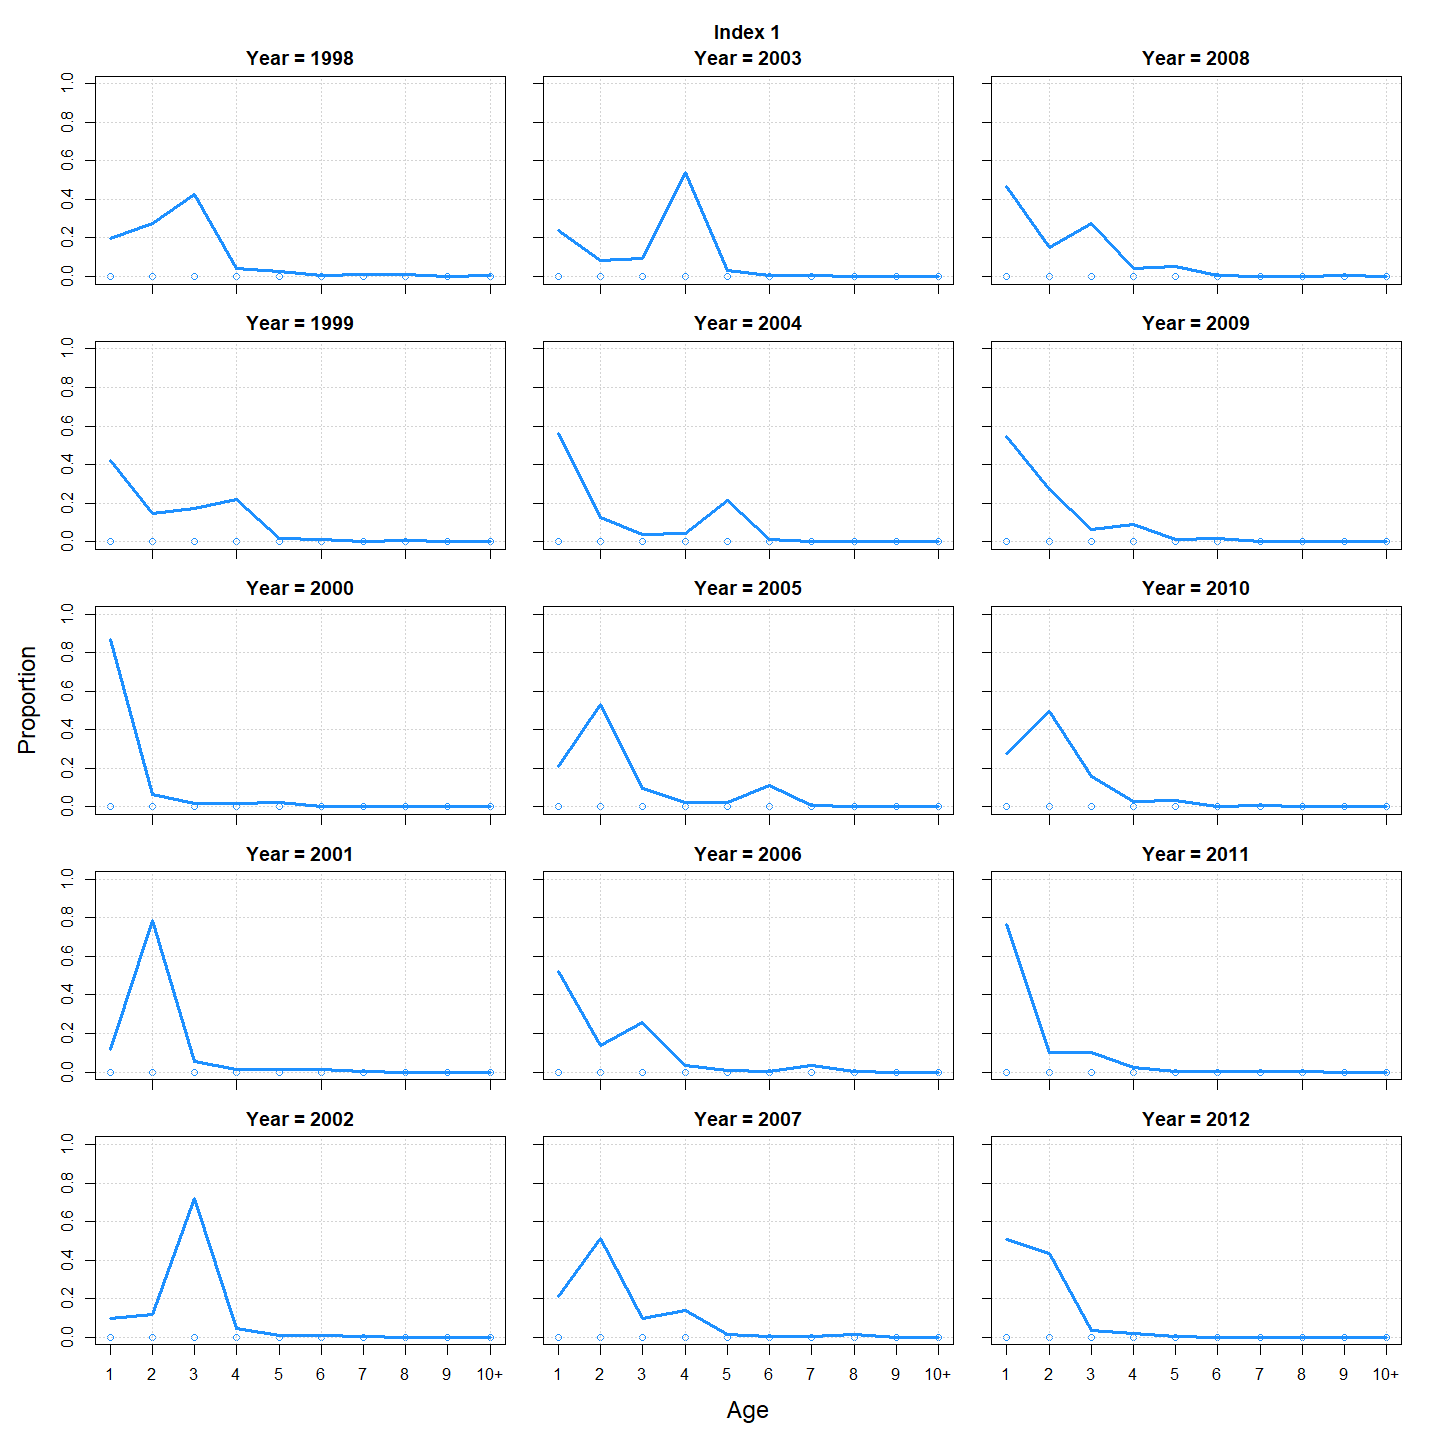 Index 1
Year = 1998
Year = 2003
Year = 2008
0.0 0.2 0.4 0.6 0.8 1.0
Year = 1999
Year = 2004
Year = 2009
0.0 0.2 0.4 0.6 0.8 1.0
Year = 2000
Year = 2005
Year = 2010
0.0 0.2 0.4 0.6 0.8 1.0
Proportion
Year = 2001
Year = 2006
Year = 2011
0.0 0.2 0.4 0.6 0.8 1.0
Year = 2002
Year = 2007
Year = 2012
0.0 0.2 0.4 0.6 0.8 1.0
1 2 3 4 5 6 7 8 9 10+
1 2 3 4 5 6 7 8 9 10+
1 2 3 4 5 6 7 8 9 10+
Age